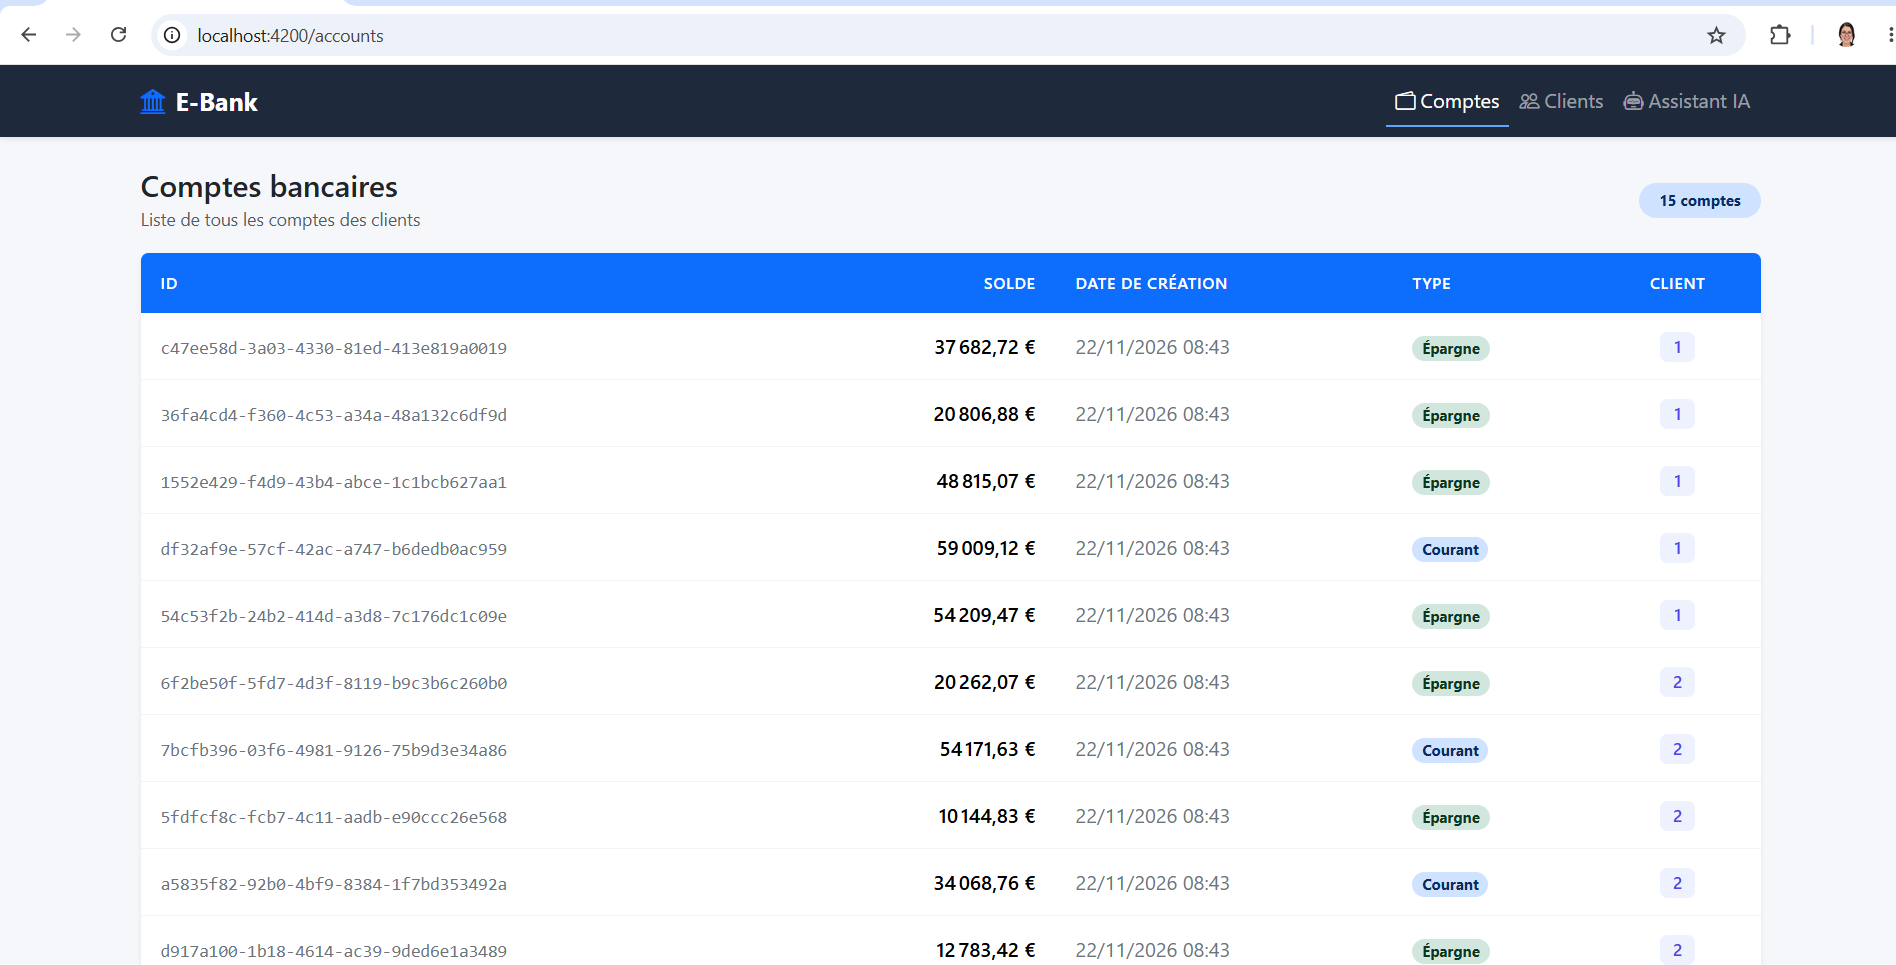 localhost:4200/accounts
E-Bank
Comptes Clients Assistant IA
Comptes bancaires
Liste de tous les comptes des clients
15 comptes
ID SOLDE DATE DE CRÉATION TYPE CLIENT
c47ee58d-3a03-4330-81ed-413e819a0019 37 682,72 € 22/11/2026 08:43 Épargne 1
36fa4cd4-f360-4c53-a34a-48a132c6df9d 20 806,88 € 22/11/2026 08:43 Épargne 1
1552e429-f4d9-43b4-abce-1c1bcb627aa1 48 815,07 € 22/11/2026 08:43 Épargne 1
df32af9e-57cf-42ac-a747-b6dedb0ac959 59 009,12 € 22/11/2026 08:43 Courant 1
54c53f2b-24b2-414d-a3d8-7c176dc1c09e 54 209,47 € 22/11/2026 08:43 Épargne 1
6f2be50f-5fd7-4d3f-8119-b9c3b6c260b0 20 262,07 € 22/11/2026 08:43 Épargne 2
7bcfb396-03f6-4981-9126-75b9d3e34a86 54 171,63 € 22/11/2026 08:43 Courant 2
5fdfcf8c-fcb7-4c11-aadb-e90ccc26e568 10 144,83 € 22/11/2026 08:43 Épargne 2
a5835f82-92b0-4bf9-8384-1f7bd353492a 34 068,76 € 22/11/2026 08:43 Courant 2
d917a100-1b18-4614-ac39-9ded6e1a3489 12 783,42 € 22/11/2026 08:43 Épargne 2